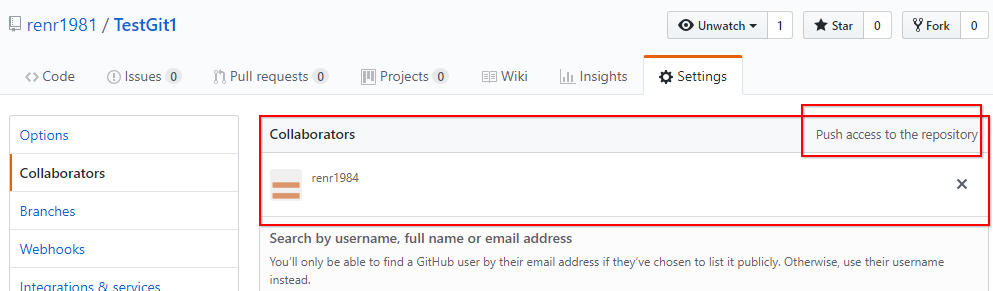 renr1981 / TestGit1
Unwatch 1 Star 0 Fork 0
Code Issues 0 Pull requests 0 Projects 0 Wiki Insights Settings
Options
Collaborators
Branches
Webhooks
Integrations & services
Collaborators Push access to the repository
renr1984
Search by username, full name or email address
You'll only be able to find a GitHub user by their email address if they've chosen to list it publicly. Otherwise, use their username
instead.